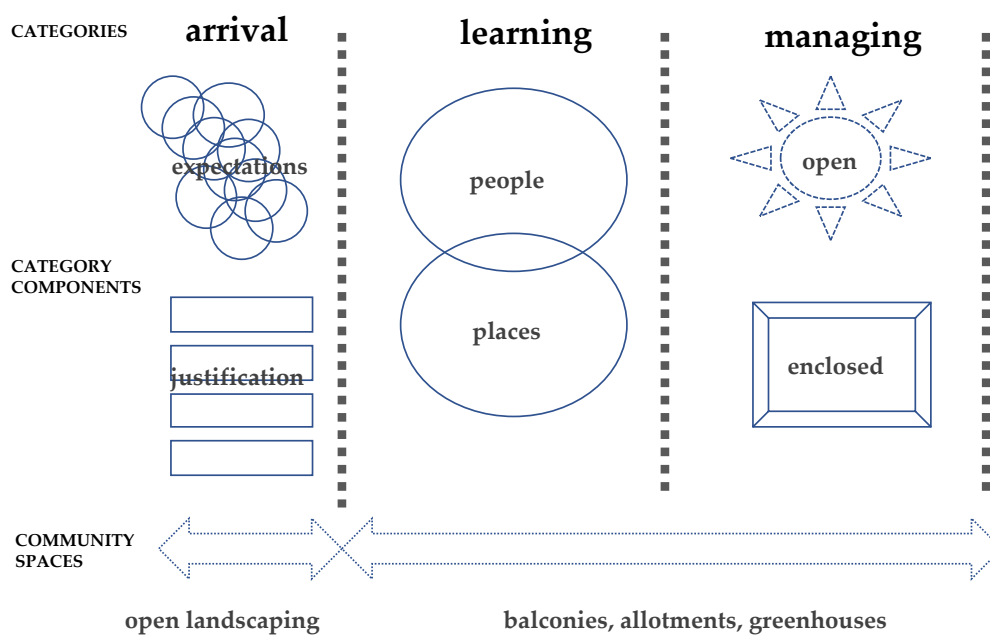 CATEGORIES
arrival
learning
managing
expectations
people
open
CATEGORY
COMPONENTS
justification
places
enclosed
COMMUNITY
SPACES
open landscaping
balconies, allotments, greenhouses